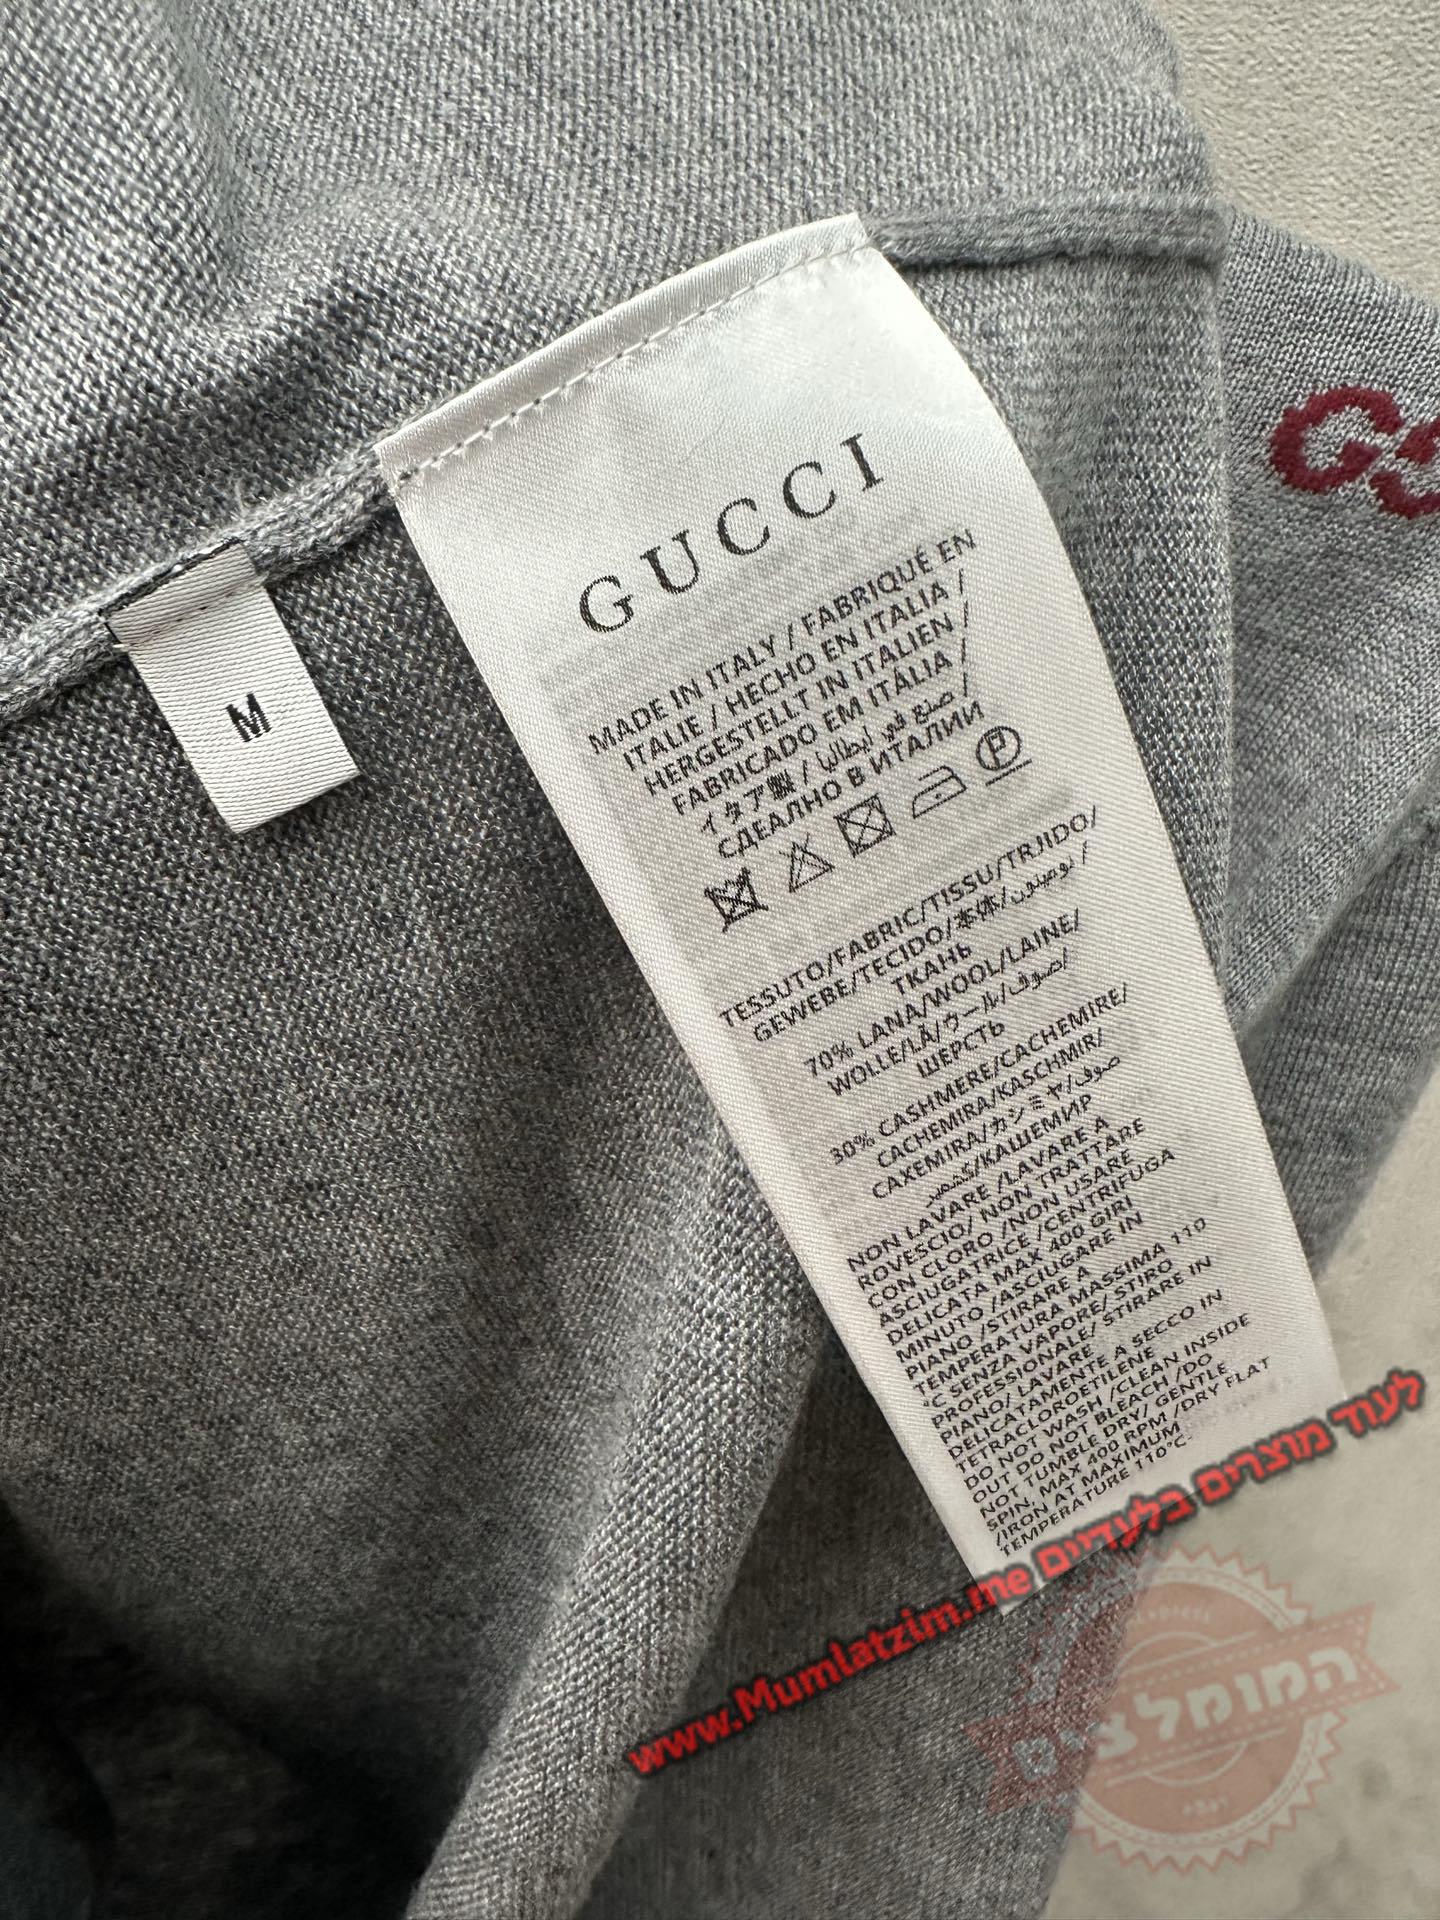 GUCCI
MADE IN ITALY / FABRIQUÉ EN
ITALIE / HECHO EN ITALIA /
HERGESTELLT IN ITALIEN /
FABRICADO EM ITÁLIA /
イタア製 / صنع في إيطاليا /
СДЕАЛНО В ИТАЛИИ
P
TESSUTO/FABRIC/TISSU/TRJIDO/
GEWEBE/TECIDO/本体/
ТКАНЬ
70% LANA/WOOL/LAINE/
WOLLE/LÃ/ウール/صوف/
ШЕРСТЬ
30% CASHMERE/CACHEMIRE/
CACHEMIRA/KASCHMIR/
CAXEMIRA/カシミヤ/صوف
كشمير/КАШЕМИР
NON LAVARE /LAVARE A
ROVESCIO/ NON TRATTARE
CON CLORO /NON USARE
ASCIUGATRICE /CENTRIFUGA
DELICATA MAX 400 GIRI
MINUTO /ASCIUGARE IN
PIANO /STIRARE A
TEMPERATURA MASSIMA 110
°C SENZA VAPORE/ STIRO
PROFESSIONALE/ STIRARE IN
PIANO/ LAVARE
DELICATAMENTE A SECCO IN
TETRACLOROETILENE
DO NOT WASH /CLEAN INSIDE
OUT DO NOT BLEACH /DO
NOT TUMBLE DRY/ GENTLE
SPIN, MAX 400 RPM /DRY FLAT
/IRON AT MAXIMUM
TEMPERATURE 110°C.
M
לעוד מוצרים בלעדיים www.Mumlatzim.me
המומלצים